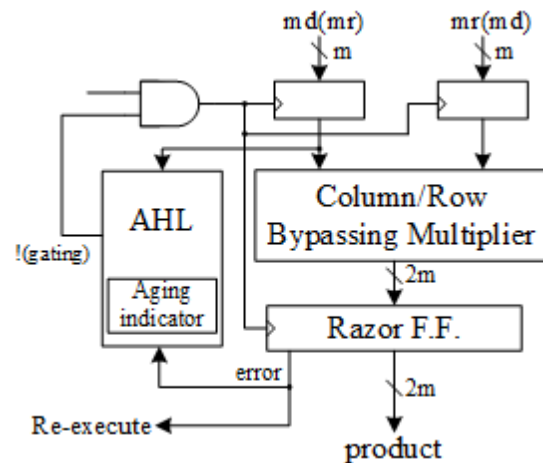 md(mr)
mr(md)
m
m
AHL
Column/Row
Bypassing Multiplier
!(gating)
Aging
indicator
2m
Razor F.F.
error
2m
Re-execute
product